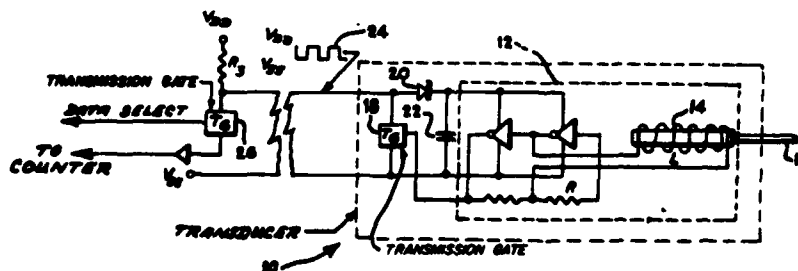 VDD
R3
TRANSMISSION GATE
DATA SELECT
TG
26
TO COUNTER
VSS
VDD
VSS
24
TRANSDUCER
10
12
20
18
TG
22
TRANSMISSION GATE
14
L
R